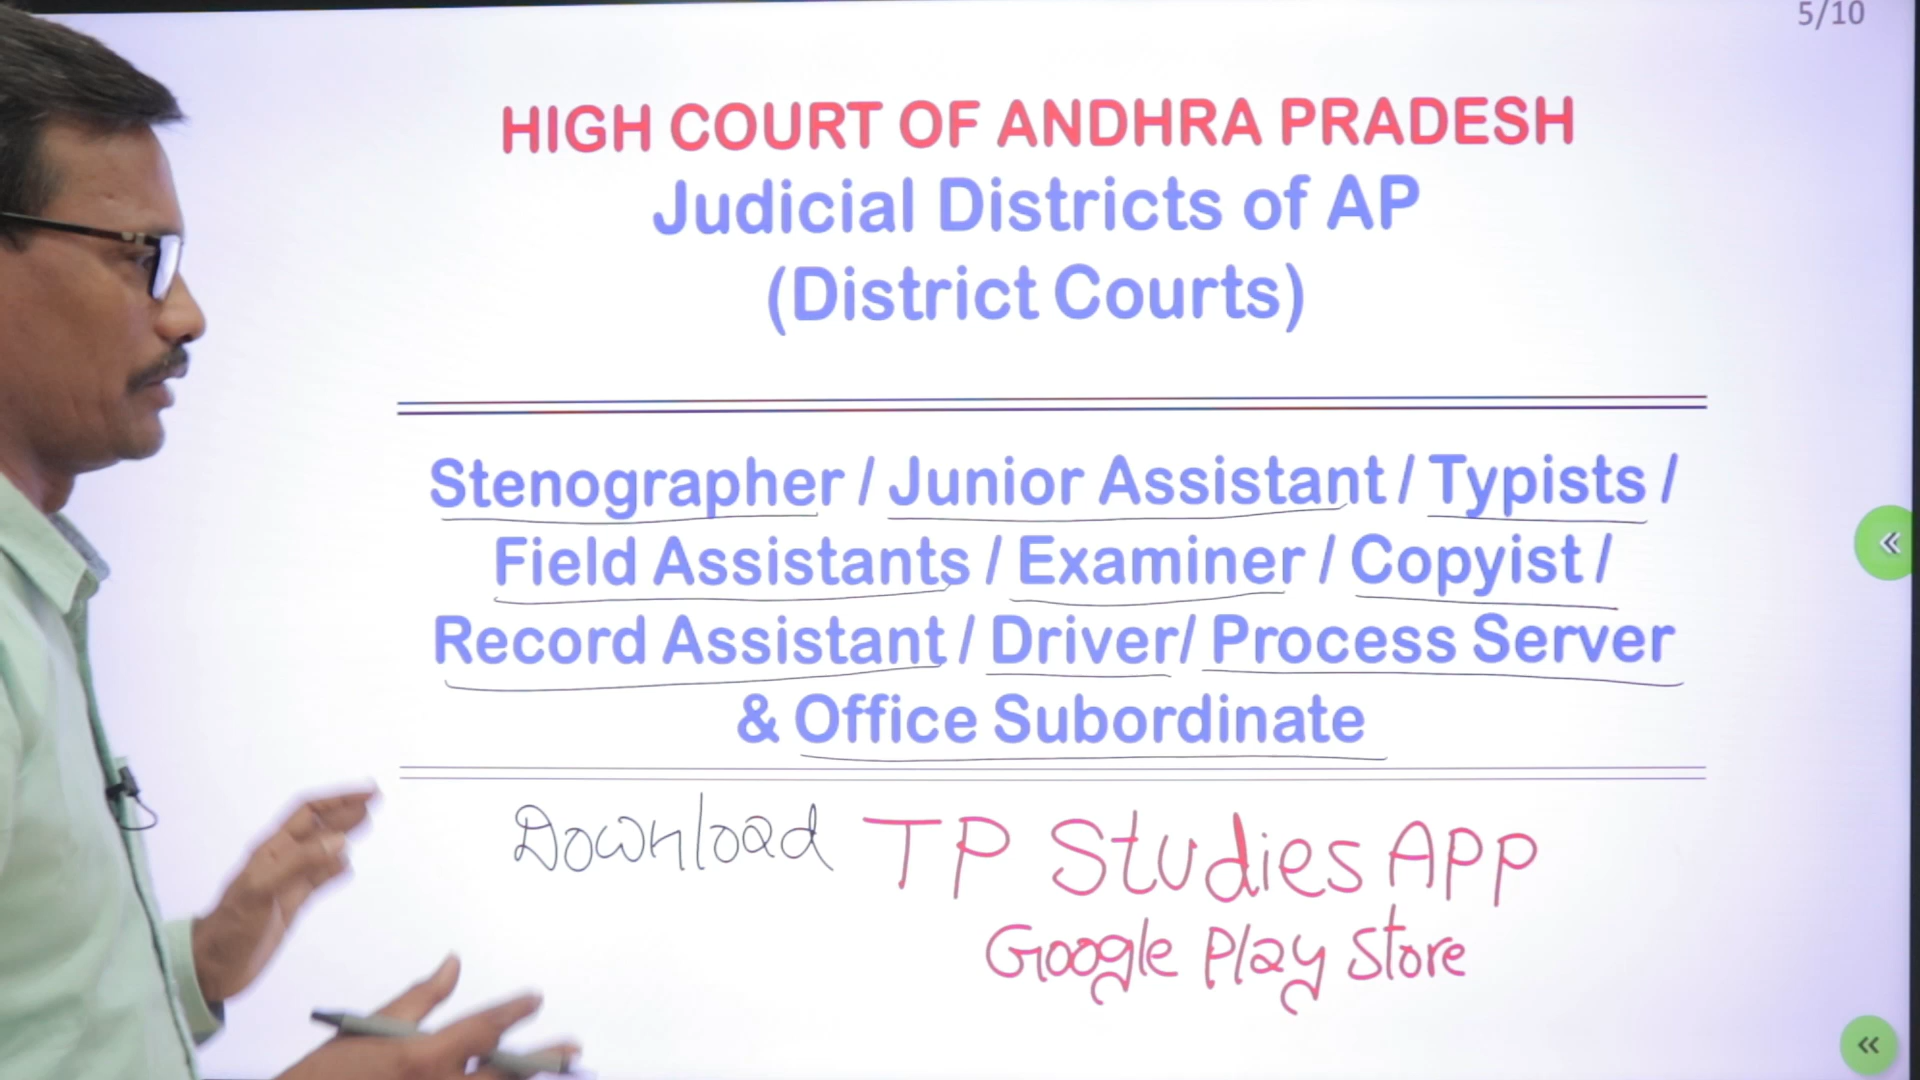 5/10
HIGH COURT OF ANDHRA PRADESH
Judicial Districts of AP
(District Courts)
Stenographer / Junior Assistant / Typists /
Field Assistants / Examiner / Copyist /
Record Assistant / Driver/ Process Server
& Office Subordinate
Download TP Studies APP
Google Play Store